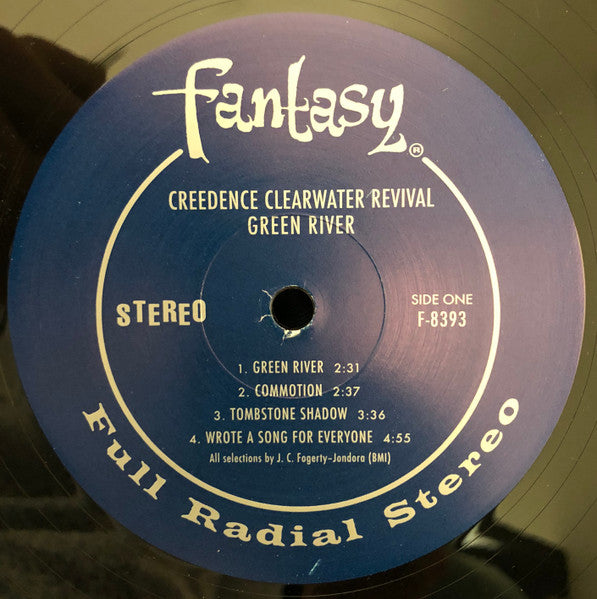 fantasy®
CREEDENCE CLEARWATER REVIVAL
GREEN RIVER
STEREO
SIDE ONE
F-8393
1. GREEN RIVER 2:31
2. COMMOTION 2:37
3. TOMBSTONE SHADOW 3:36
4. WROTE A SONG FOR EVERYONE 4:55
All selections by J. C. Fogerty–Jondora (BMI)
Full Radial Stereo